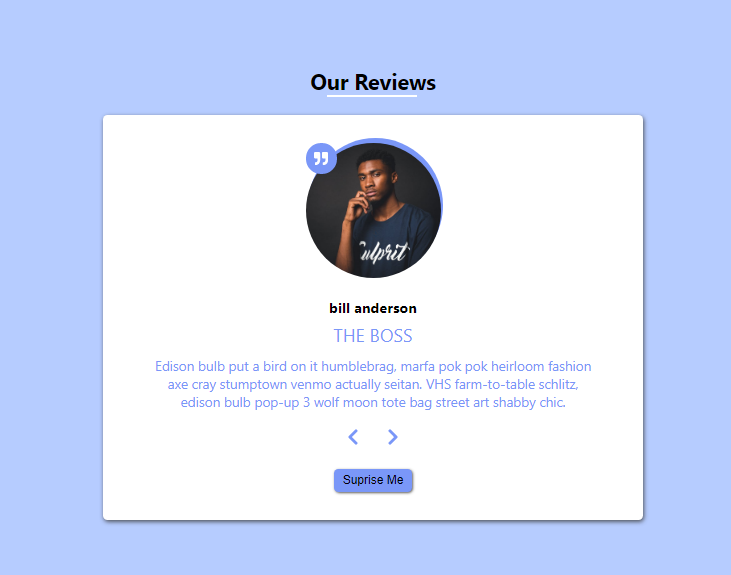 Our Reviews
ulprit
bill anderson
THE BOSS
Edison bulb put a bird on it humblebrag, marfa pok pok heirloom fashion
axe cray stumptown venmo actually seitan. VHS farm-to-table schlitz,
edison bulb pop-up 3 wolf moon tote bag street art shabby chic.
Suprise Me